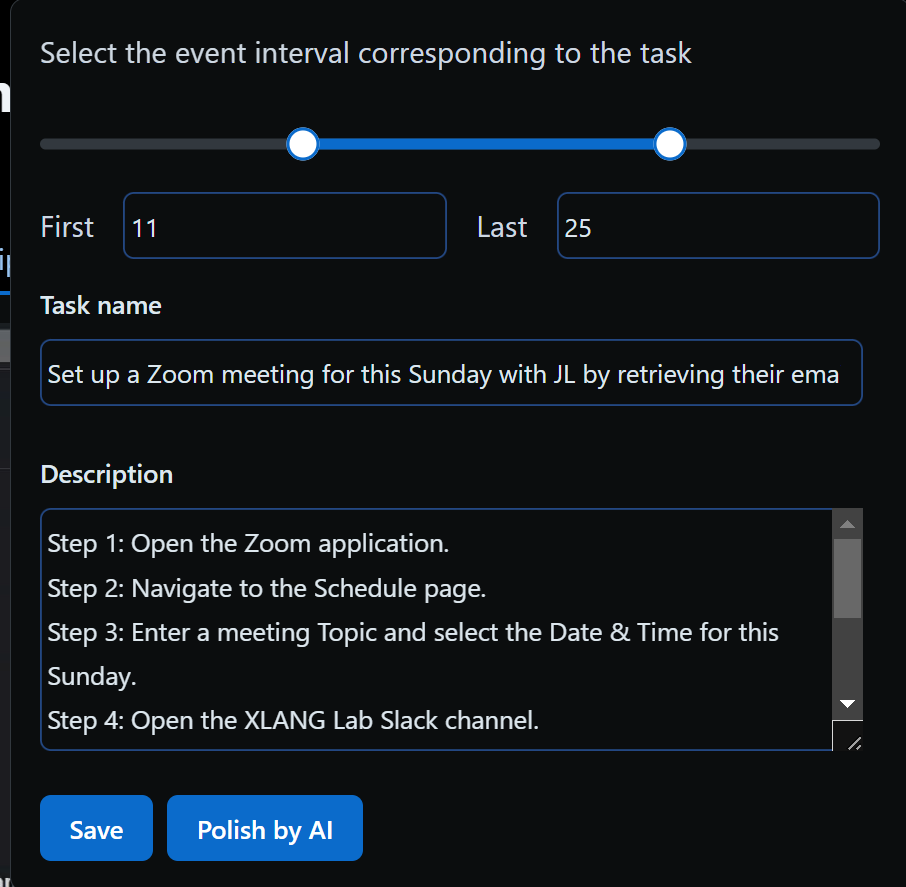 Select the event interval corresponding to the task
First 11 Last 25
Task name
Set up a Zoom meeting for this Sunday with JL by retrieving their ema
Description
Step 1: Open the Zoom application.
Step 2: Navigate to the Schedule page.
Step 3: Enter a meeting Topic and select the Date & Time for this
Sunday.
Step 4: Open the XLANG Lab Slack channel.
Save Polish by AI